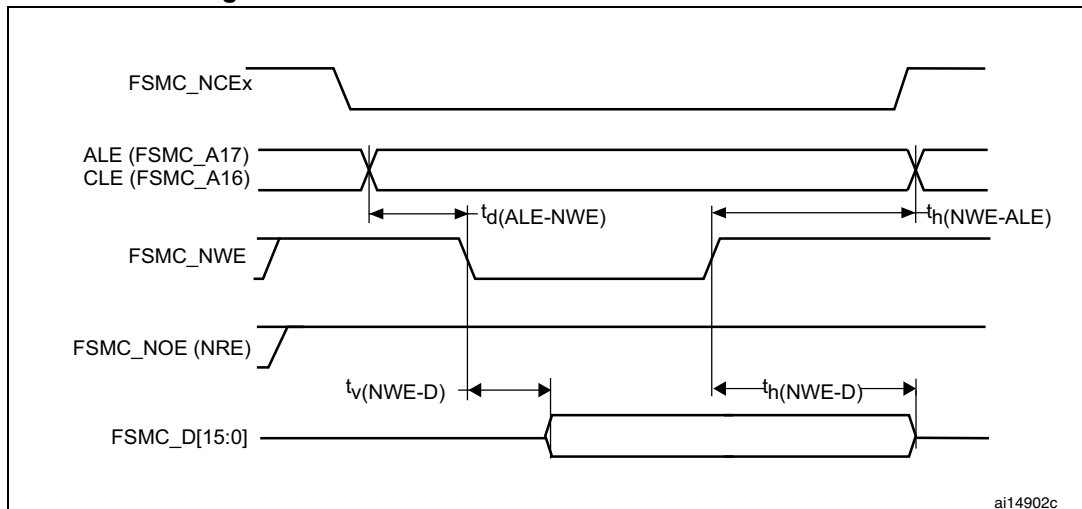 FSMC_NCEx
ALE (FSMC_A17)
CLE (FSMC_A16)
td(ALE-NWE)
th(NWE-ALE)
FSMC_NWE
FSMC_NOE (NRE)
tv(NWE-D)
th(NWE-D)
FSMC_D[15:0]
ai14902c